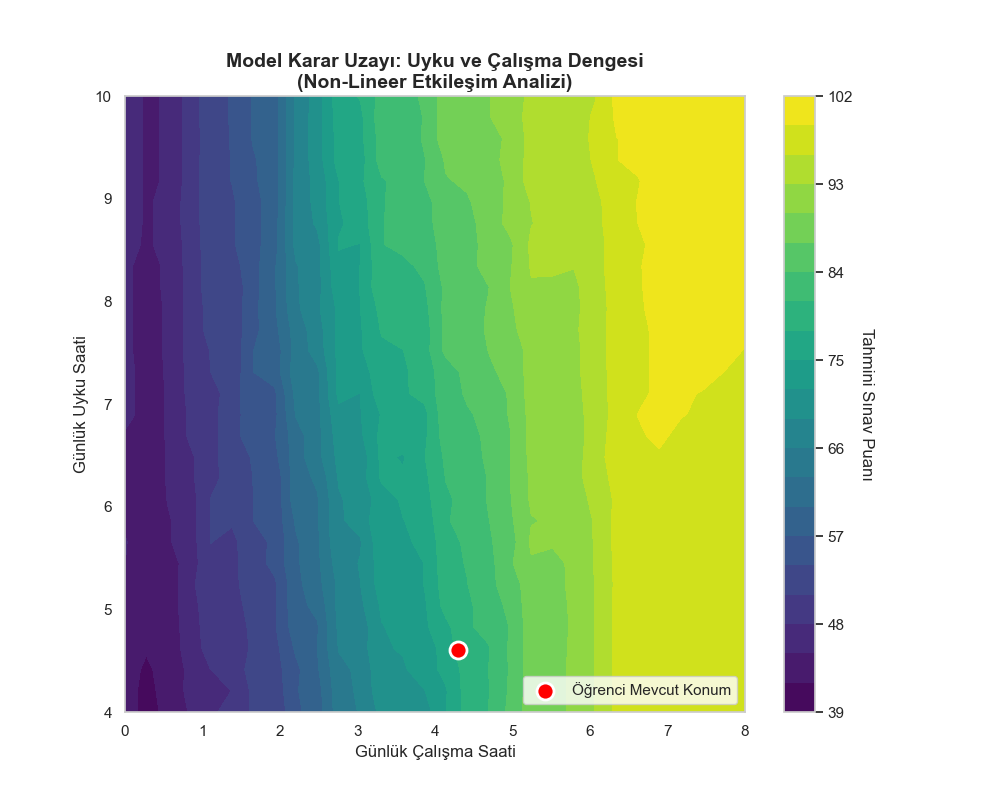 Model Karar Uzayı: Uyku ve Çalışma Dengesi
(Non-Lineer Etkileşim Analizi)
10
9
8
7
6
5
4
Günlük Uyku Saati
0 1 2 3 4 5 6 7 8
Günlük Çalışma Saati
Öğrenci Mevcut Konum
102
93
84
75
66
57
48
39
Tahmini Sınav Puanı